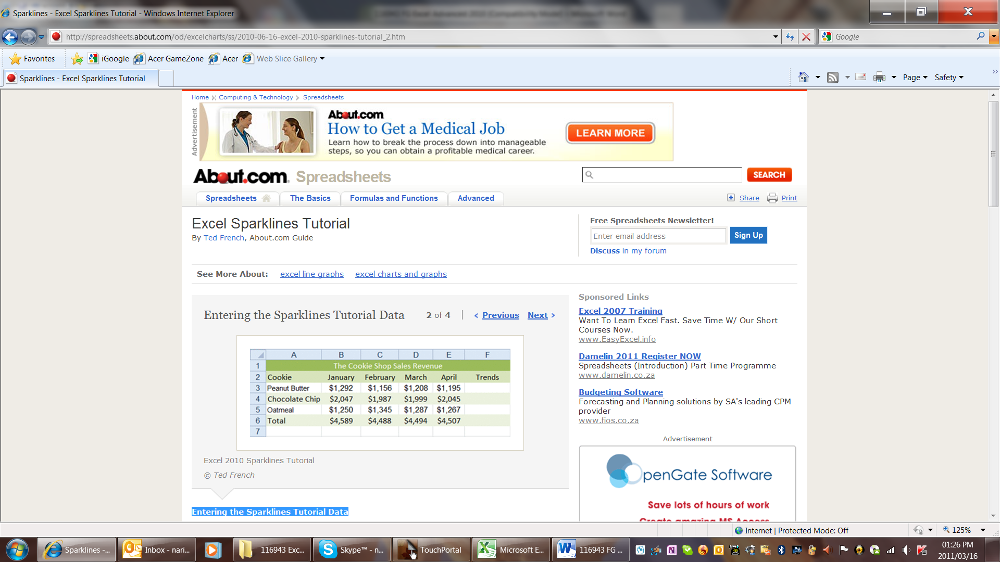 Sparklines - Excel Sparklines Tutorial - Windows Internet Explorer
http://spreadsheets.about.com/od/excelcharts/ss/2010-06-16-excel-2010-sparklines-tutorial_2.htm
Google
Favorites
iGoogle
Acer GameZone
Acer
Web Slice Gallery
Sparklines - Excel Sparklines Tutorial
Page
Safety
Home
Computing & Technology
Spreadsheets
Advertisement
About.com
How to Get a Medical Job
Learn how to break the process down into manageable
steps, so you can obtain a profitable medical career.
LEARN MORE
About.com. Spreadsheets
SEARCH
Spreadsheets
The Basics
Formulas and Functions
Advanced
Share
Print
Excel Sparklines Tutorial
By Ted French, About.com Guide
Free Spreadsheets Newsletter!
Enter email address
Sign Up
Discuss in my forum
See More About: excel line graphs excel charts and graphs
Entering the Sparklines Tutorial Data 2 of 4 | ‹ Previous Next ›
A B C D E F
1 The Cookie Shop Sales Revenue
2 Cookie January February March April Trends
3 Peanut Butter $1,292 $1,156 $1,208 $1,195
4 Chocolate Chip $2,047 $1,987 $1,999 $2,045
5 Oatmeal $1,250 $1,345 $1,287 $1,267
6 Total $4,589 $4,488 $4,494 $4,507
7
Excel 2010 Sparklines Tutorial
© Ted French
Entering the Sparklines Tutorial Data
Sponsored Links
Excel 2007 Training
Want To Learn Excel Fast. Save Time W/ Our Short
Courses Now.
www.EasyExcel.info
Damelin 2011 Register NOW
Spreadsheets (Introduction) Part Time Programme
www.damelin.co.za
Budgeting Software
Forecasting and Planning solutions by SA's leading CPM
provider
www.fios.co.za
Advertisement
OpenGate Software
Save lots of hours of work
Create amazing MS Access
Internet | Protected Mode: Off
125%
Sparklines -...
Inbox - nari...
116943 Exc...
Skype™ - n...
TouchPortal
Microsoft E...
116943 FG ...
01:26 PM
2011/03/16